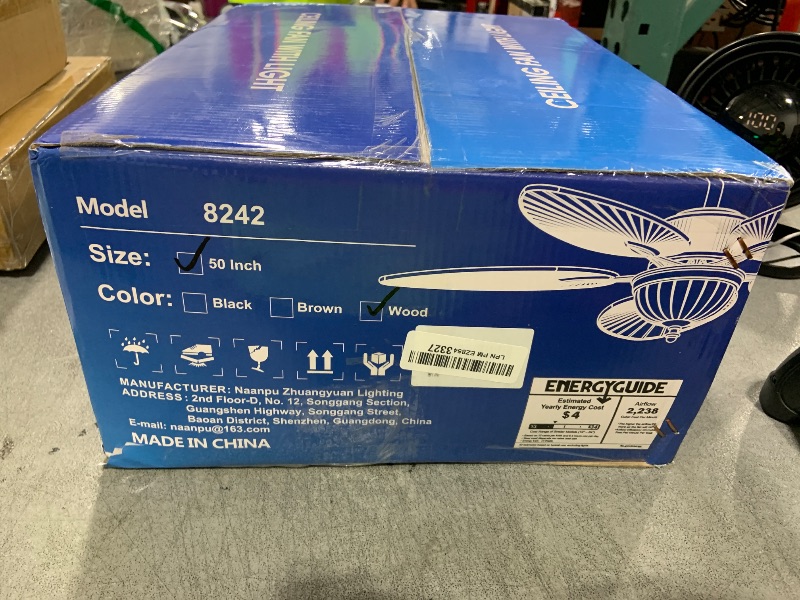 CEILING FAN WITH LIGHT
CEILING FAN WITH
Model 8242
Size: 50 Inch
Color: Black Brown Wood
LPN PM EZ854 3327
MANUFACTURER: Naanpu Zhuangyuan Lighting
ADDRESS: 2nd Floor-D, No. 12, Songgang Section,
Guangshen Highway, Songgang Street,
Baoan District, Shenzhen, Guangdong, China
E-mail: naanpu@163.com
MADE IN CHINA
ENERGYGUIDE
Estimated
Yearly Energy Cost
$4
Airflow
2,238